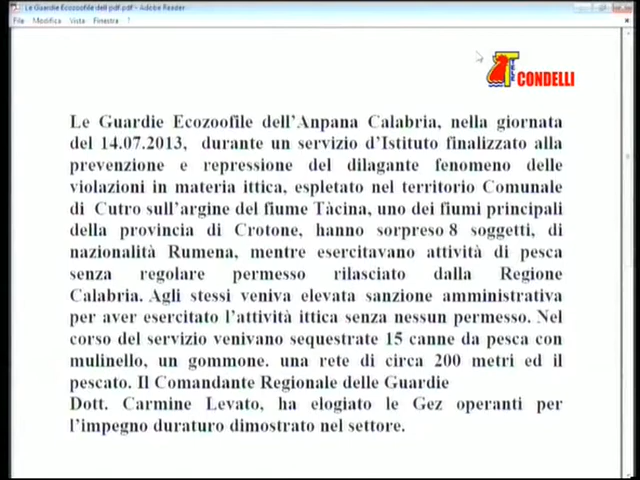 Le Guardie Ecozoofile dell pdf.pdf - Adobe Reader
File Modifica Vista Finestra ?
TELE
CONDELLI
Le Guardie Ecozoofile dell'Anpana Calabria, nella giornata
del 14.07.2013, durante un servizio d'Istituto finalizzato alla
prevenzione e repressione del dilagante fenomeno delle
violazioni in materia ittica, espletato nel territorio Comunale
di Cutro sull'argine del fiume Tàcina, uno dei fiumi principali
della provincia di Crotone, hanno sorpreso 8 soggetti, di
nazionalità Rumena, mentre esercitavano attività di pesca
senza regolare permesso rilasciato dalla Regione
Calabria. Agli stessi veniva elevata sanzione amministrativa
per aver esercitato l'attività ittica senza nessun permesso. Nel
corso del servizio venivano sequestrate 15 canne da pesca con
mulinello, un gommone. una rete di circa 200 metri ed il
pescato. Il Comandante Regionale delle Guardie
Dott. Carmine Levato, ha elogiato le Gez operanti per
l'impegno duraturo dimostrato nel settore.